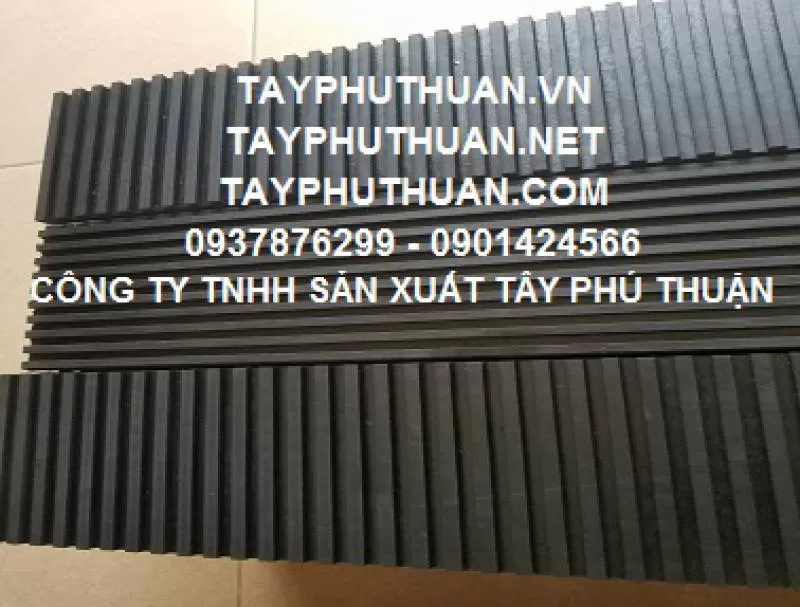 TAYPHUTHUAN.VN
TAYPHUTHUAN.NET
TAYPHUTHUAN.COM
0937876299 - 0901424566
CÔNG TY TNHH SẢN XUẤT TÂY PHÚ THUẬN